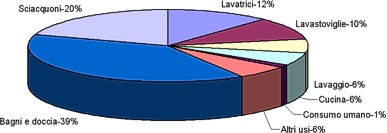 Sciacquoni-20%
Lavatrici-12%
Lavastoviglie-10%
Lavaggio-6%
Cucina-6%
Consumo umano-1%
Altri usi-6%
Bagni e doccia-39%